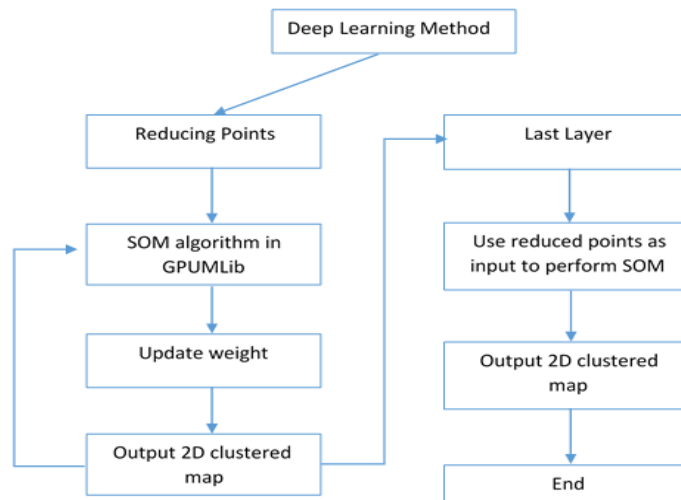 Deep Learning Method
Reducing Points
SOM algorithm in
GPUMLib
Update weight
Output 2D clustered
map
Last Layer
Use reduced points as
input to perform SOM
Output 2D clustered
map
End